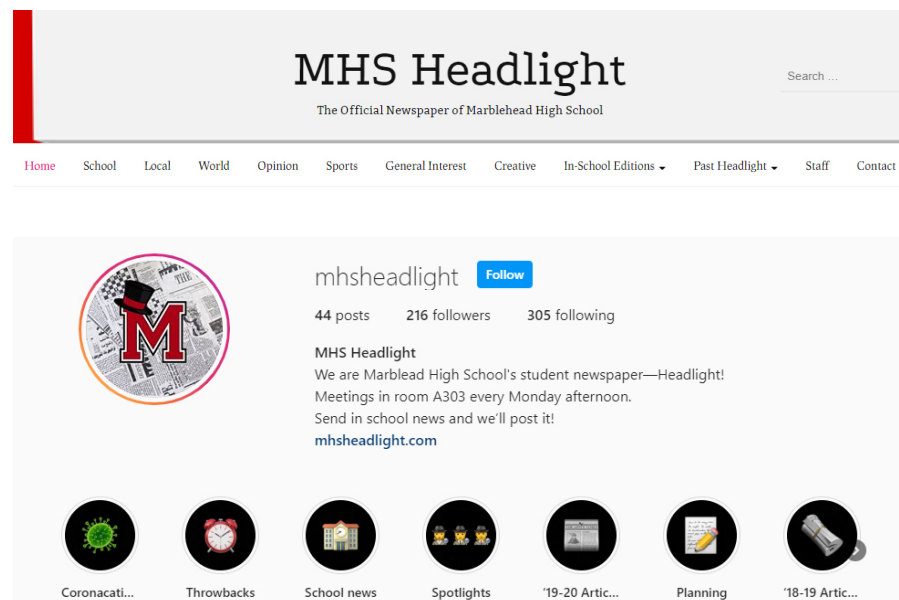 MHS Headlight
Search ...
The Official Newspaper of Marblehead High School
Home School Local World Opinion Sports General Interest Creative In-School Editions Past Headlight Staff Contact
THE
M
mhsheadlight Follow
44 posts 216 followers 305 following
MHS Headlight
We are Marblead High School's student newspaper—Headlight!
Meetings in room A303 every Monday afternoon.
Send in school news and we'll post it!
mhsheadlight.com
Coronacati... Throwbacks School news Spotlights '19-20 Artic... Planning '18-19 Artic...